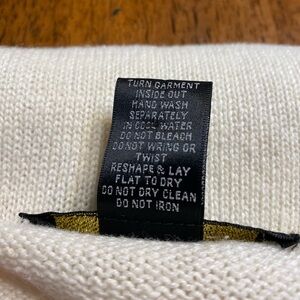 TURN GARMENT
INSIDE OUT
HAND WASH
SEPARATELY
IN COOL WATER
DO NOT BLEACH
DO NOT WRING OR
TWIST
RESHAPE & LAY
FLAT TO DRY
DO NOT DRY CLEAN
DO NOT IRON